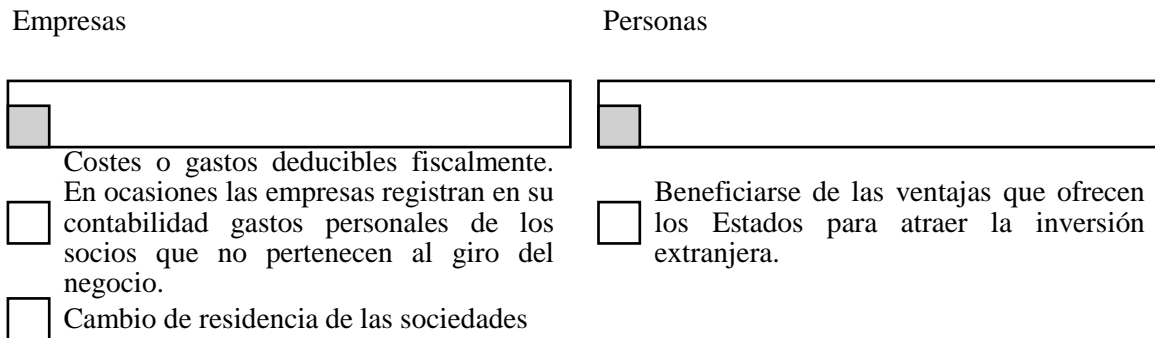 Empresas
Personas
Costes o gastos deducibles fiscalmente.
En ocasiones las empresas registran en su
contabilidad gastos personales de los
socios que no pertenecen al giro del
negocio.
Cambio de residencia de las sociedades
Beneficiarse de las ventajas que ofrecen
los Estados para atraer la inversión
extranjera.